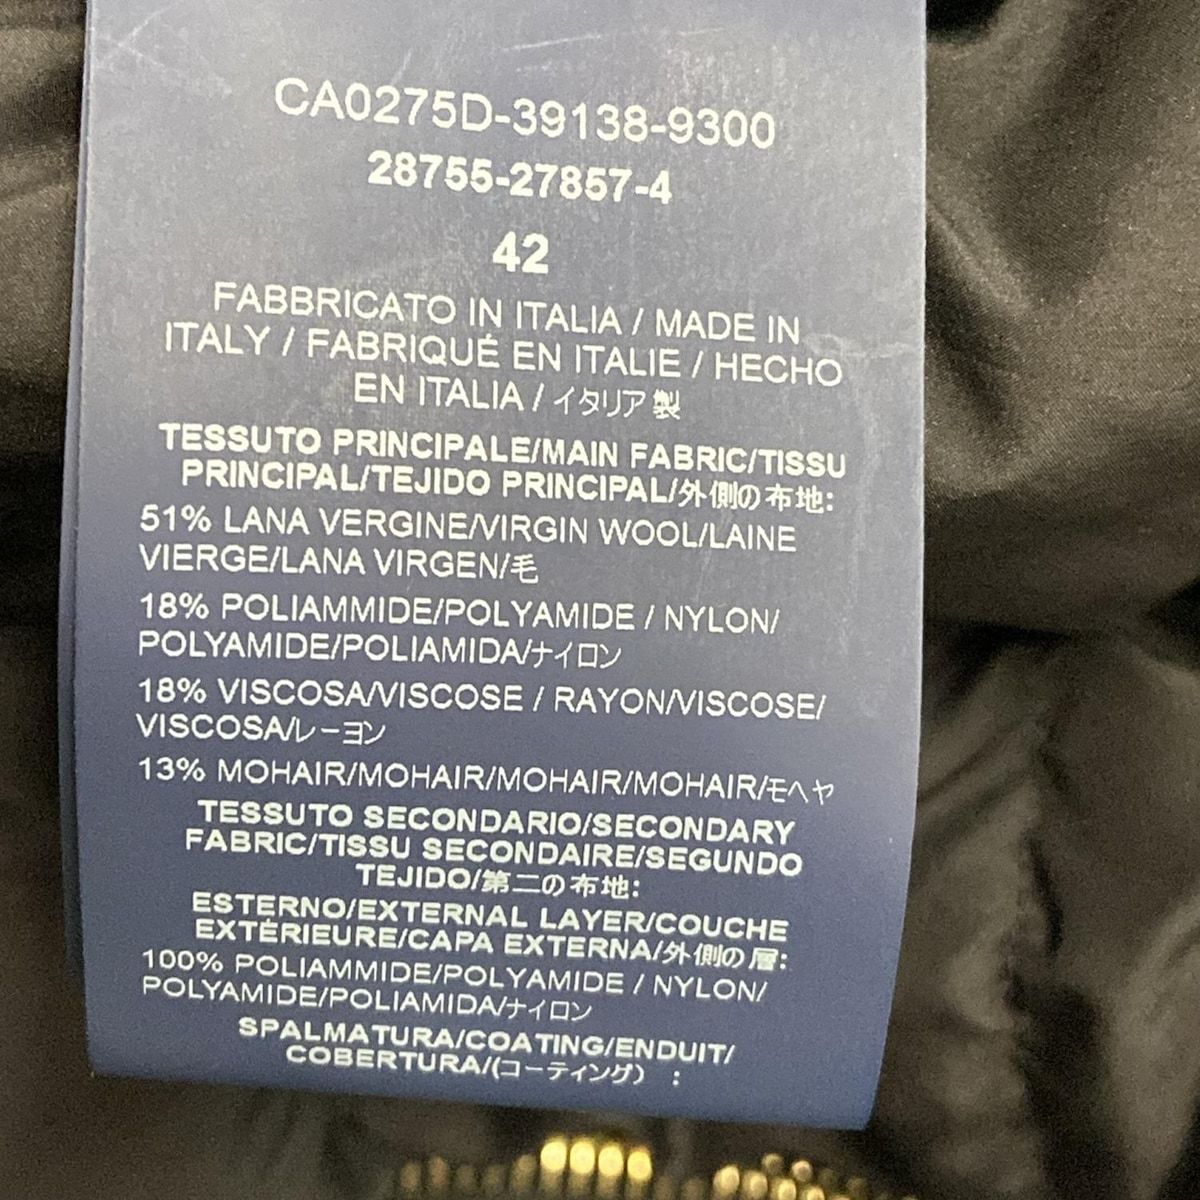 CA0275D-39138-9300
28755-27857-4
42
FABBRICATO IN ITALIA / MADE IN
ITALY / FABRIQUÉ EN ITALIE / HECHO
EN ITALIA / イタリア製
TESSUTO PRINCIPALE/MAIN FABRIC/TISSU
PRINCIPAL/TEJIDO PRINCIPAL/外側の布地:
51% LANA VERGINE/VIRGIN WOOL/LAINE
VIERGE/LANA VIRGEN/毛
18% POLIAMMIDE/POLYAMIDE / NYLON/
POLYAMIDE/POLIAMIDA/ナイロン
18% VISCOSA/VISCOSE / RAYON/VISCOSE/
VISCOSA/レーヨン
13% MOHAIR/MOHAIR/MOHAIR/MOHAIR/モヘヤ
TESSUTO SECONDARIO/SECONDARY
FABRIC/TISSU SECONDAIRE/SEGUNDO
TEJIDO/第二の布地:
ESTERNO/EXTERNAL LAYER/COUCHE
EXTÉRIEURE/CAPA EXTERNA/外側の層:
100% POLIAMMIDE/POLYAMIDE / NYLON/
POLYAMIDE/POLIAMIDA/ナイロン
SPALMATURA/COATING/ENDUIT/
COBERTURA/(コーティング) :